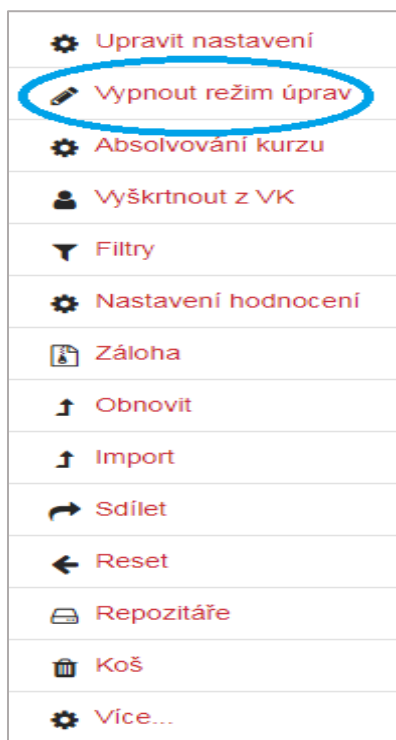 Upravit nastavení
Vypnout režim úprav
Absolvování kurzu
Vyškrtnout z VK
Filtry
Nastavení hodnocení
Záloha
Obnovit
Import
Sdílet
Reset
Repozitáře
Koš
Více...